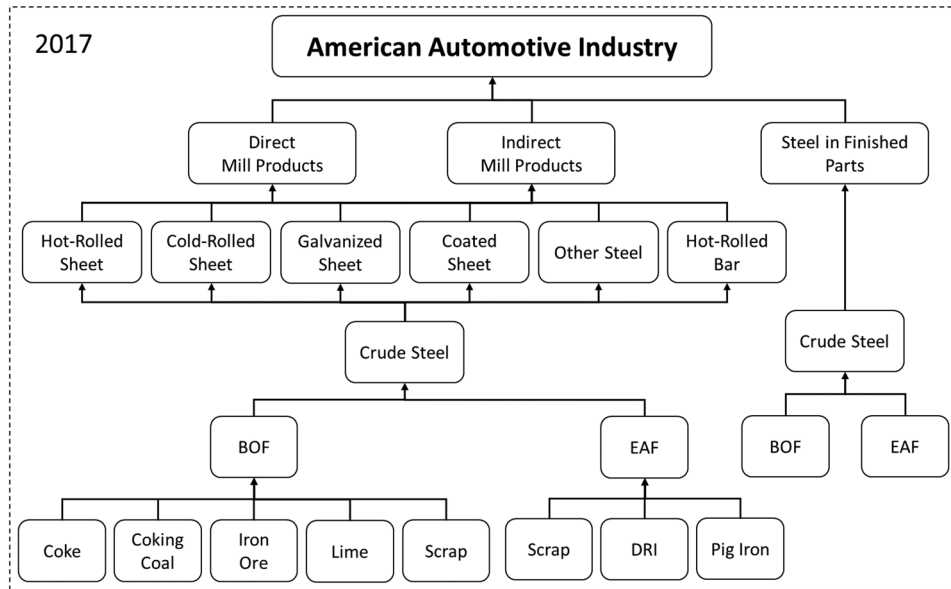 2017
American Automotive Industry
Direct
Mill Products
Indirect
Mill Products
Steel in Finished
Parts
Hot-Rolled
Sheet
Cold-Rolled
Sheet
Galvanized
Sheet
Coated
Sheet
Other Steel
Hot-Rolled
Bar
Crude Steel
Crude Steel
BOF
EAF
BOF
EAF
Coke
Coking
Coal
Iron
Ore
Lime
Scrap
Scrap
DRI
Pig Iron